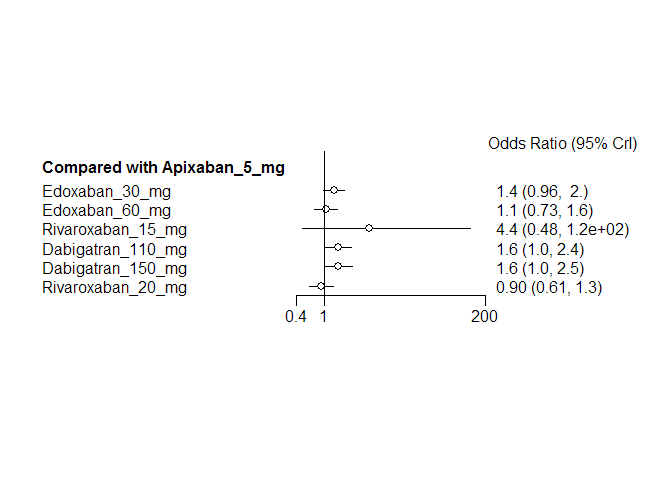 Odds Ratio (95% CrI)
Compared with Apixaban_5_mg
Edoxaban_30_mg 1.4 (0.96, 2.)
Edoxaban_60_mg 1.1 (0.73, 1.6)
Rivaroxaban_15_mg 4.4 (0.48, 1.2e+02)
Dabigatran_110_mg 1.6 (1.0, 2.4)
Dabigatran_150_mg 1.6 (1.0, 2.5)
Rivaroxaban_20_mg 0.90 (0.61, 1.3)
0.4 1 200